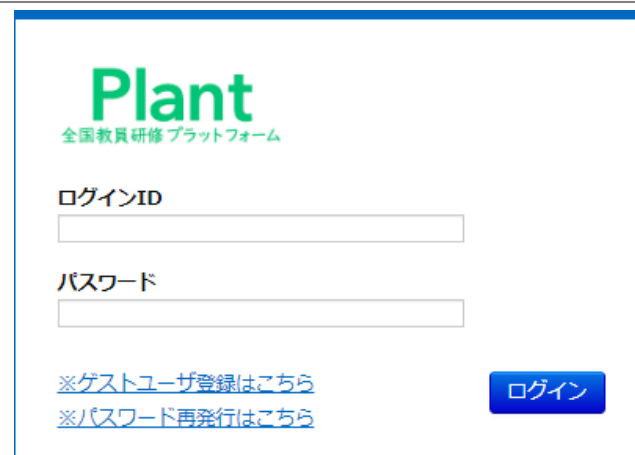 Plant
全国教員研修プラットフォーム
ログインID
パスワード
※ゲストユーザ登録はこちら
ログイン
※パスワード再発行はこちら